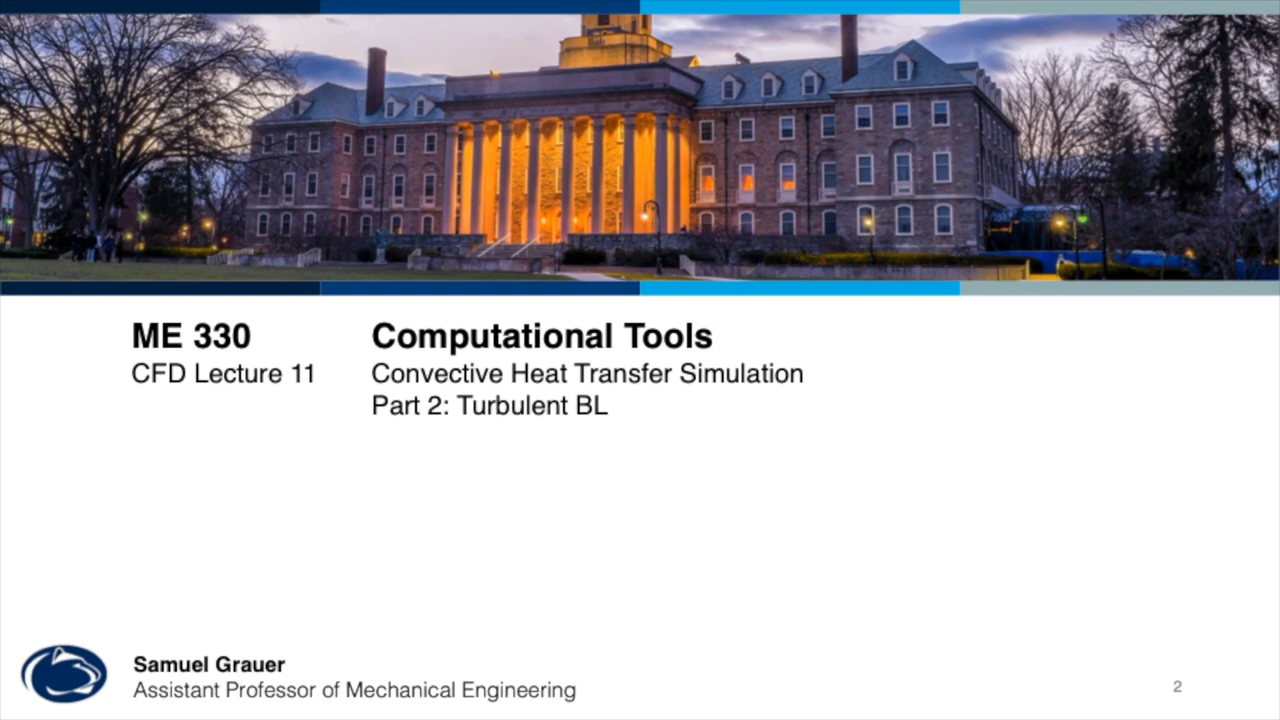 ME 330
CFD Lecture 11
Computational Tools
Convective Heat Transfer Simulation
Part 2: Turbulent BL
Samuel Grauer
Assistant Professor of Mechanical Engineering
2